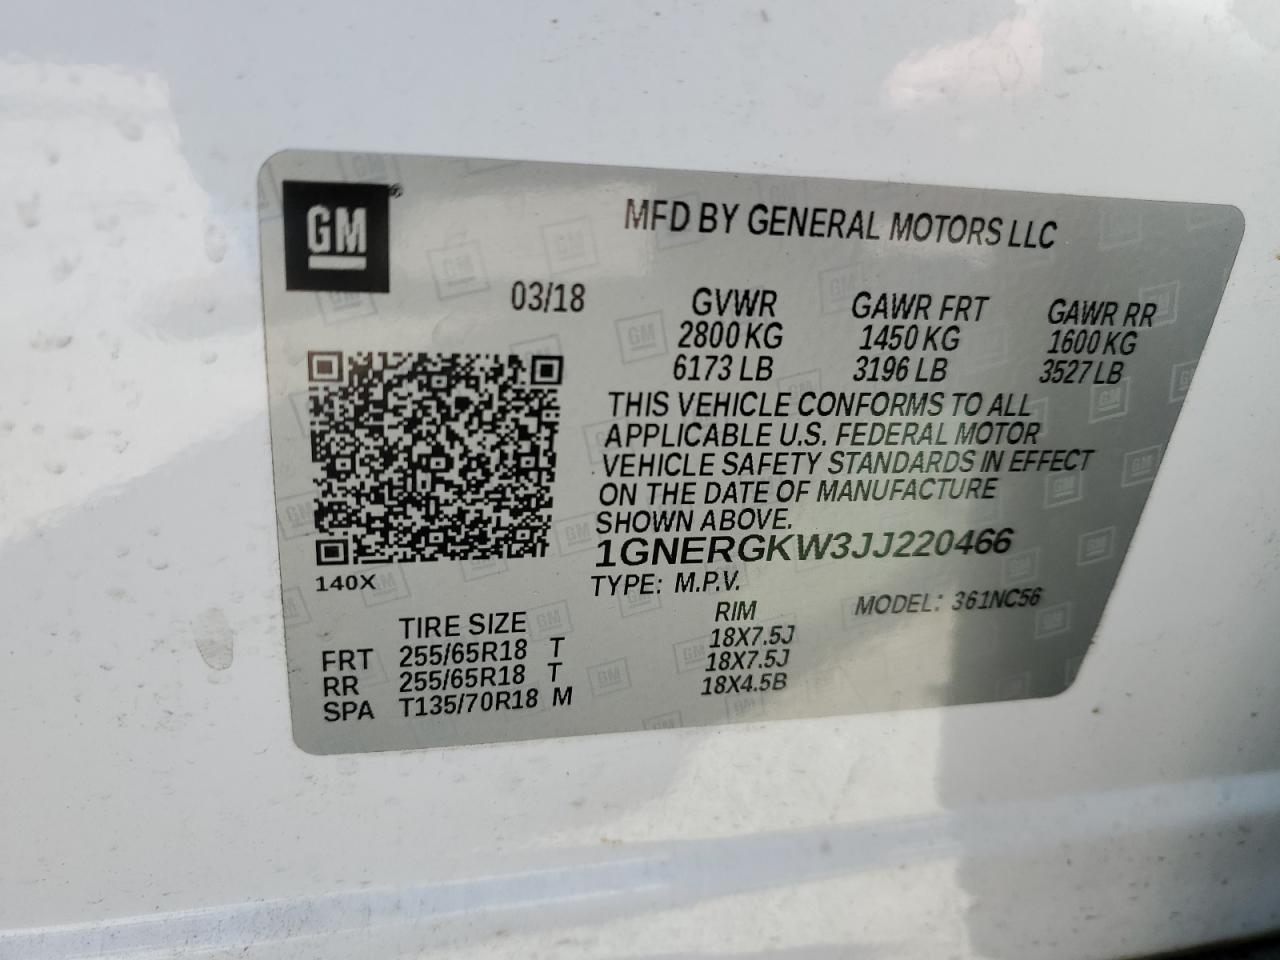 GM®
MFD BY GENERAL MOTORS LLC
03/18
GVWR GAWR FRT GAWR RR
2800 KG 1450 KG 1600 KG
6173 LB 3196 LB 3527 LB
THIS VEHICLE CONFORMS TO ALL
APPLICABLE U.S. FEDERAL MOTOR
VEHICLE SAFETY STANDARDS IN EFFECT
ON THE DATE OF MANUFACTURE
SHOWN ABOVE.
1GNERGKW3JJ220466
140X
TYPE: M.P.V. MODEL: 361NC56
TIRE SIZE RIM
FRT 255/65R18 T 18X7.5J
RR 255/65R18 T 18X7.5J
SPA T135/70R18 M 18X4.5B